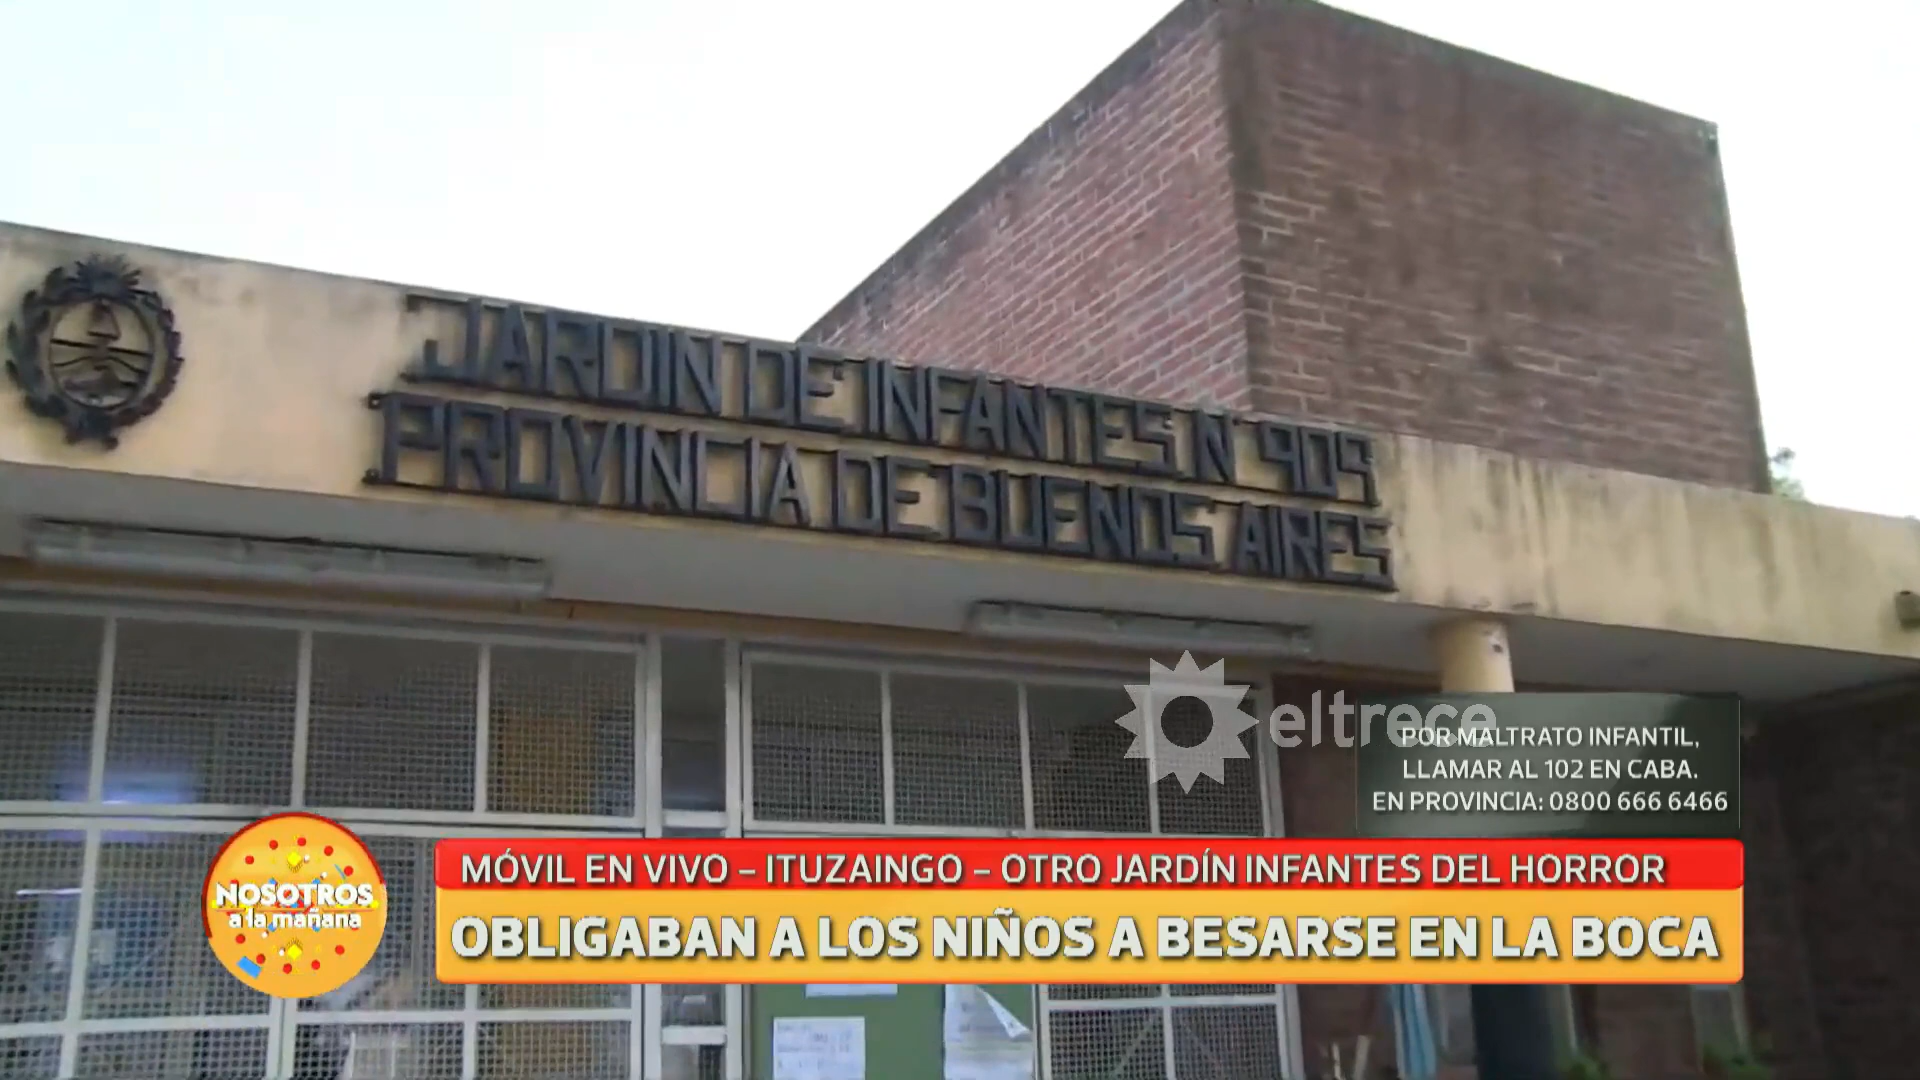 JARDIN DE INFANTES N° 909
PROVINCIA DE BUENOS AIRES
eltrece
POR MALTRATO INFANTIL,
LLAMAR AL 102 EN CABA.
EN PROVINCIA: 0800 666 6466
MÓVIL EN VIVO – ITUZAINGO – OTRO JARDÍN INFANTES DEL HORROR
NOSOTROS
a la mañana
OBLIGABAN A LOS NIÑOS A BESARSE EN LA BOCA